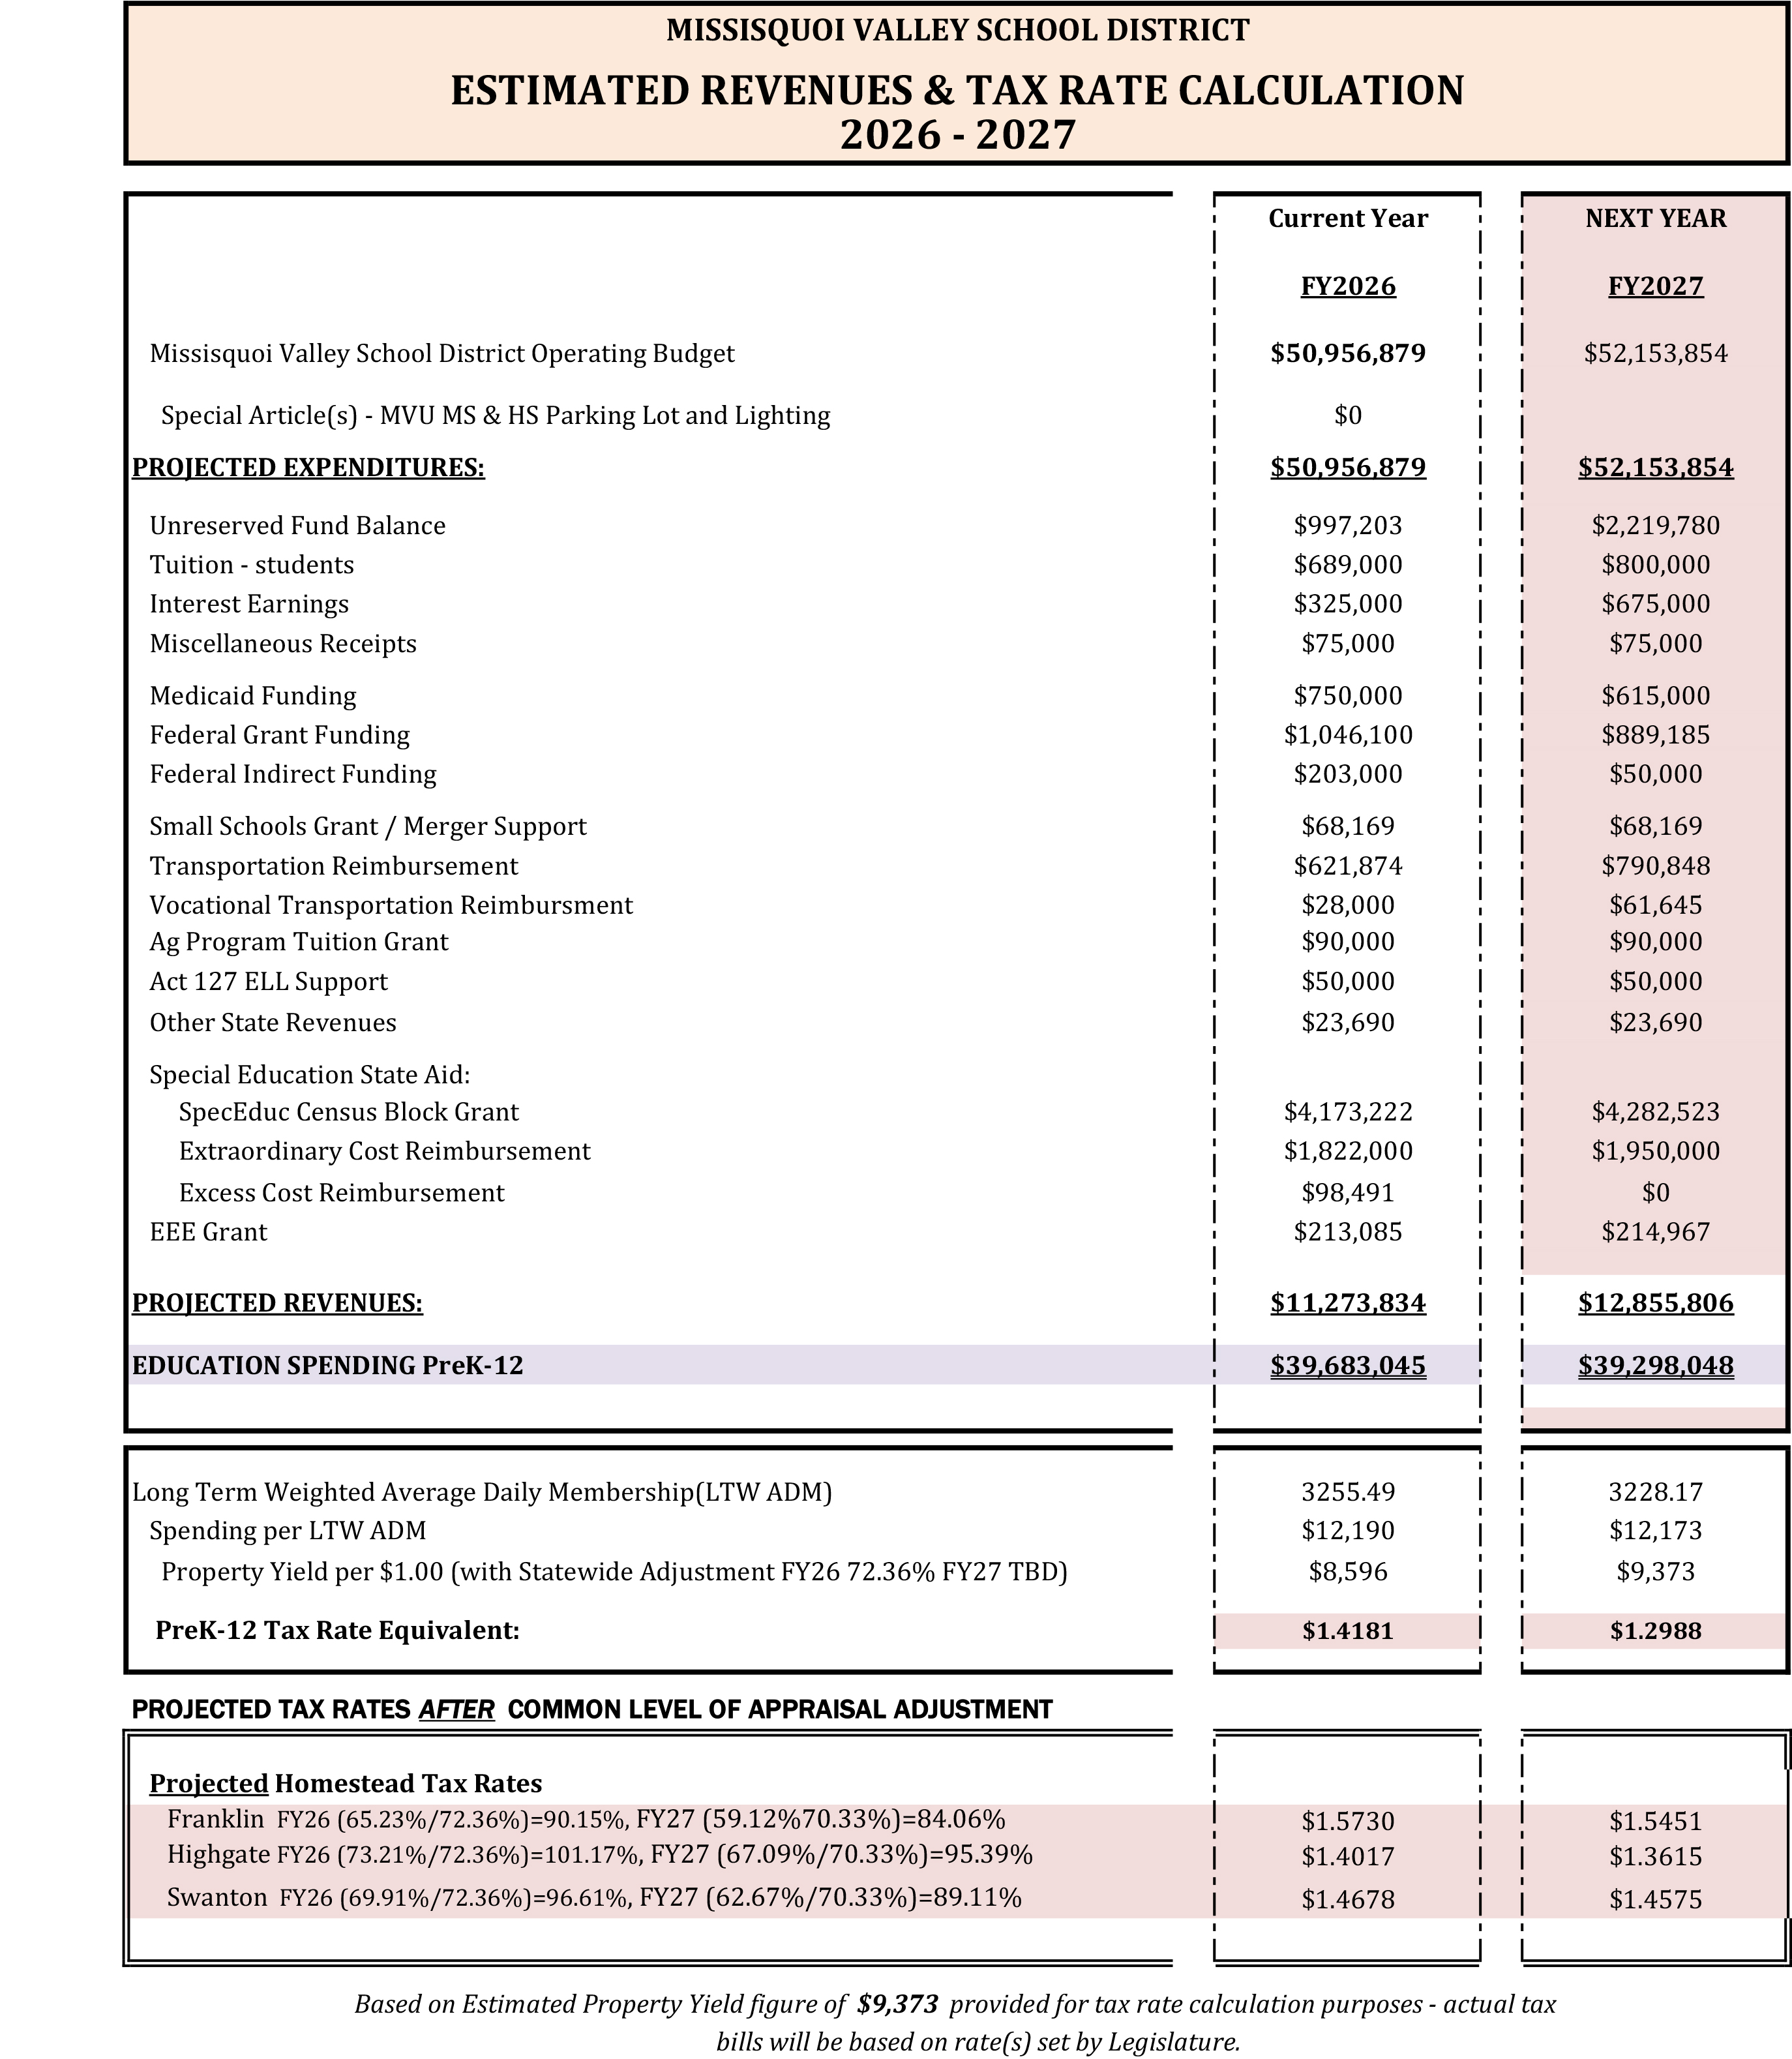 MISSISQUOI VALLEY SCHOOL DISTRICT
ESTIMATED REVENUES & TAX RATE CALCULATION
2026 - 2027
Current Year NEXT YEAR
FY2026 FY2027
Missisquoi Valley School District Operating Budget $50,956,879 $52,153,854
Special Article(s) - MVU MS & HS Parking Lot and Lighting $0
PROJECTED EXPENDITURES: $50,956,879 $52,153,854
Unreserved Fund Balance $997,203 $2,219,780
Tuition - students $689,000 $800,000
Interest Earnings $325,000 $675,000
Miscellaneous Receipts $75,000 $75,000
Medicaid Funding $750,000 $615,000
Federal Grant Funding $1,046,100 $889,185
Federal Indirect Funding $203,000 $50,000
Small Schools Grant / Merger Support $68,169 $68,169
Transportation Reimbursement $621,874 $790,848
Vocational Transportation Reimbursment $28,000 $61,645
Ag Program Tuition Grant $90,000 $90,000
Act 127 ELL Support $50,000 $50,000
Other State Revenues $23,690 $23,690
Special Education State Aid:
SpecEduc Census Block Grant $4,173,222 $4,282,523
Extraordinary Cost Reimbursement $1,822,000 $1,950,000
Excess Cost Reimbursement $98,491 $0
EEE Grant $213,085 $214,967
PROJECTED REVENUES: $11,273,834 $12,855,806
EDUCATION SPENDING PreK-12 $39,683,045 $39,298,048
Long Term Weighted Average Daily Membership(LTW ADM) 3255.49 3228.17
Spending per LTW ADM $12,190 $12,173
Property Yield per $1.00 (with Statewide Adjustment FY26 72.36% FY27 TBD) $8,596 $9,373
PreK-12 Tax Rate Equivalent: $1.4181 $1.2988
PROJECTED TAX RATES AFTER COMMON LEVEL OF APPRAISAL ADJUSTMENT
Projected Homestead Tax Rates
Franklin FY26 (65.23%/72.36%)=90.15%, FY27 (59.12%70.33%)=84.06% $1.5730 $1.5451
Highgate FY26 (73.21%/72.36%)=101.17%, FY27 (67.09%/70.33%)=95.39% $1.4017 $1.3615
Swanton FY26 (69.91%/72.36%)=96.61%, FY27 (62.67%/70.33%)=89.11% $1.4678 $1.4575
Based on Estimated Property Yield figure of $9,373 provided for tax rate calculation purposes - actual tax
bills will be based on rate(s) set by Legislature.